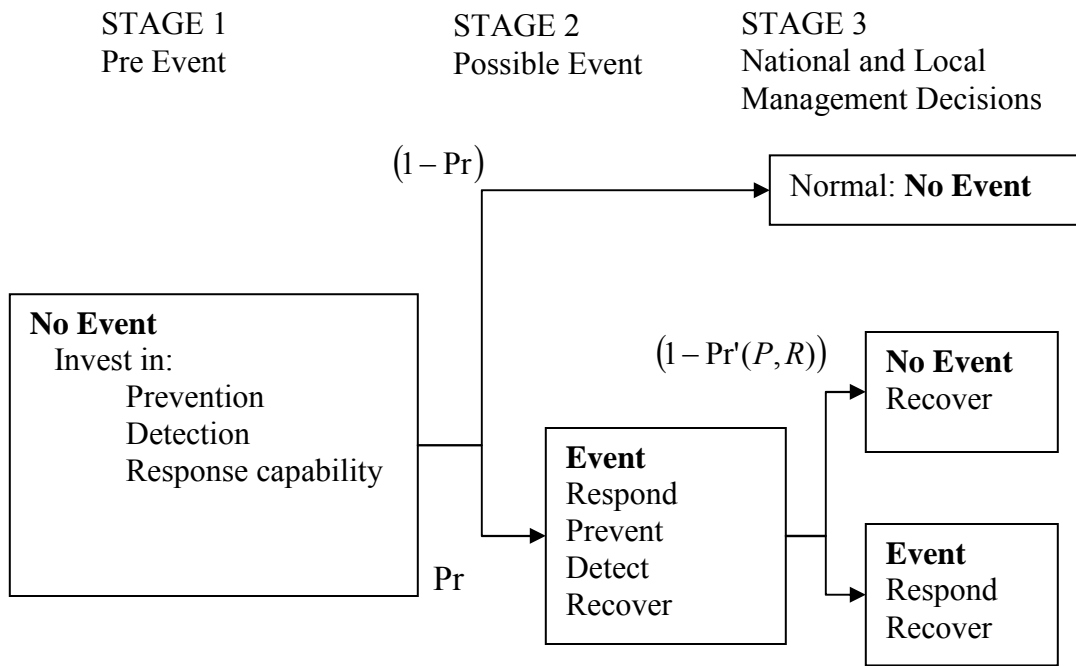 STAGE 1
Pre Event
STAGE 2
Possible Event
STAGE 3
National and Local
Management Decisions
(1 – Pr)
Normal: No Event
No Event
Invest in:
Prevention
Detection
Response capability
Pr
Event
Respond
Prevent
Detect
Recover
(1 – Pr'(P, R))
No Event
Recover
Event
Respond
Recover